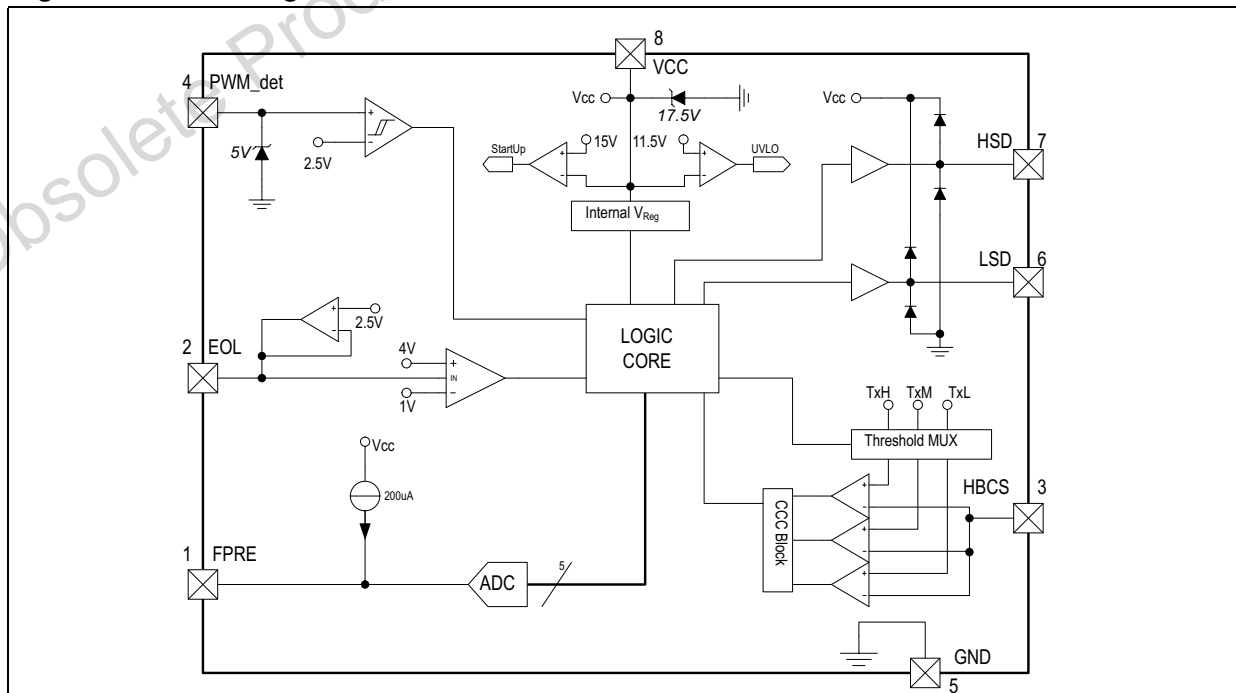 8
VCC
4 PWM_det
Vcc
17.5V
Vcc
5V
2.5V
StartUp
15V
11.5V
UVLO
HSD 7
Internal VReg
LSD 6
2.5V
2 EOL
4V
IN
1V
LOGIC
CORE
TxH TxM TxL
Threshold MUX
Vcc
200uA
CCC Block
HBCS 3
1 FPRE
ADC
5
GND
5
Obsolete